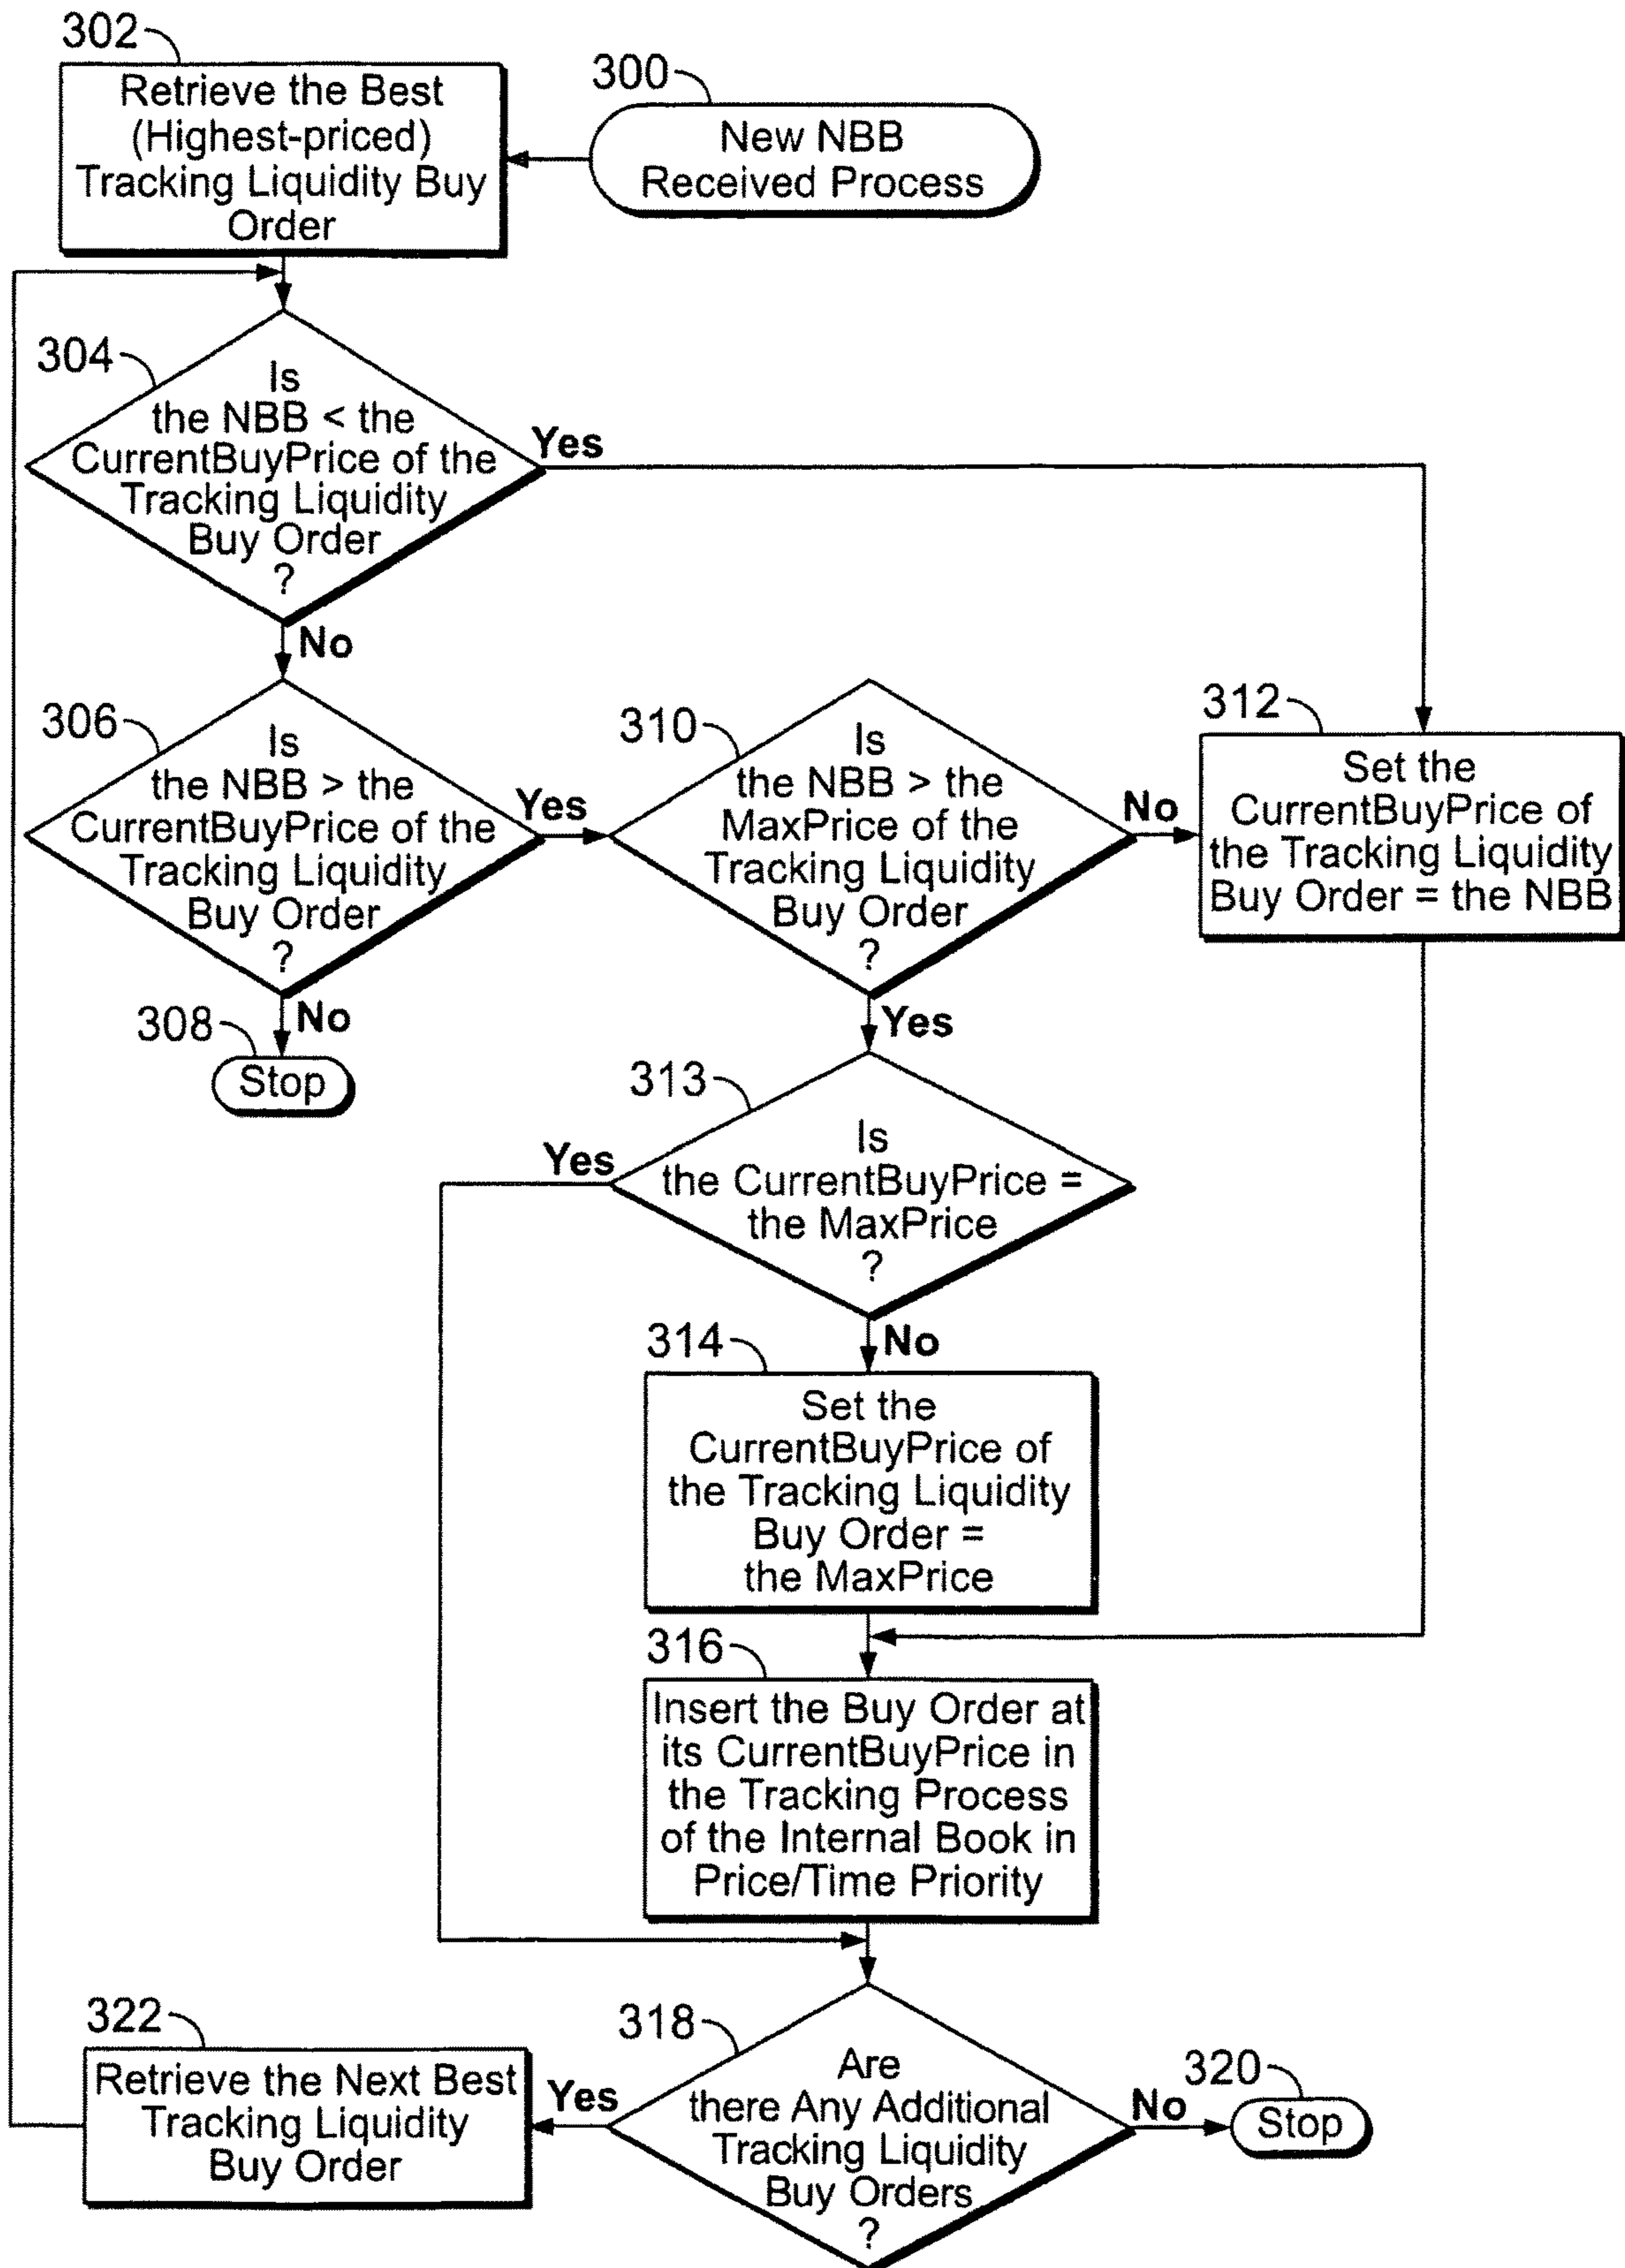 302
Retrieve the Best
(Highest-priced)
Tracking Liquidity Buy
Order
300
New NBB
Received Process
304
Is
the NBB < the
CurrentBuyPrice of the
Tracking Liquidity
Buy Order
?
Yes
No
306
Is
the NBB > the
CurrentBuyPrice of the
Tracking Liquidity
Buy Order
?
Yes
No
308
Stop
310
Is
the NBB > the
MaxPrice of the
Tracking Liquidity
Buy Order
?
No
Yes
312
Set the
CurrentBuyPrice of
the Tracking Liquidity
Buy Order = the NBB
313
Is
the CurrentBuyPrice =
the MaxPrice
?
Yes
No
314
Set the
CurrentBuyPrice of
the Tracking Liquidity
Buy Order =
the MaxPrice
316
Insert the Buy Order at
its CurrentBuyPrice in
the Tracking Process
of the Internal Book in
Price/Time Priority
318
Are
there Any Additional
Tracking Liquidity
Buy Orders
?
Yes
No
320
Stop
322
Retrieve the Next Best
Tracking Liquidity
Buy Order